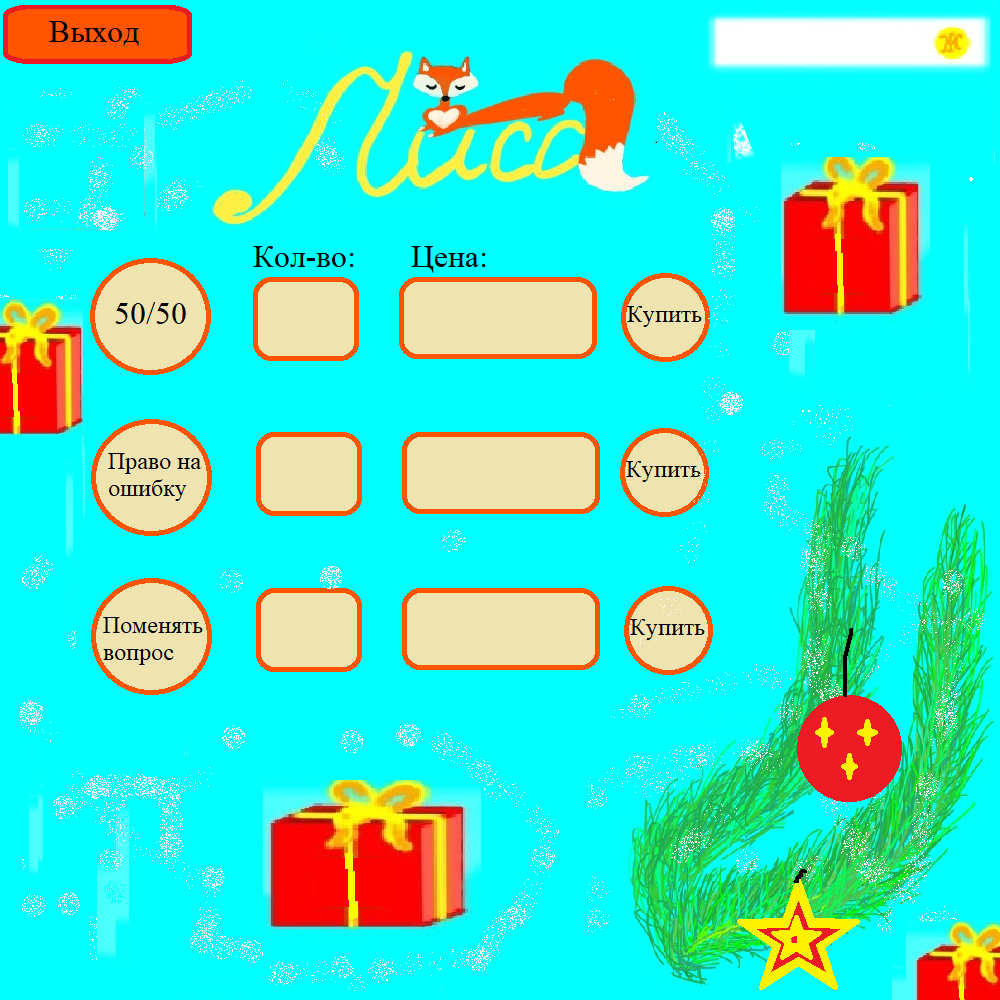 Выход
Лиса
Кол-во: Цена:
50/50
Купить
Право на
ошибку
Купить
Поменять
вопрос
Купить